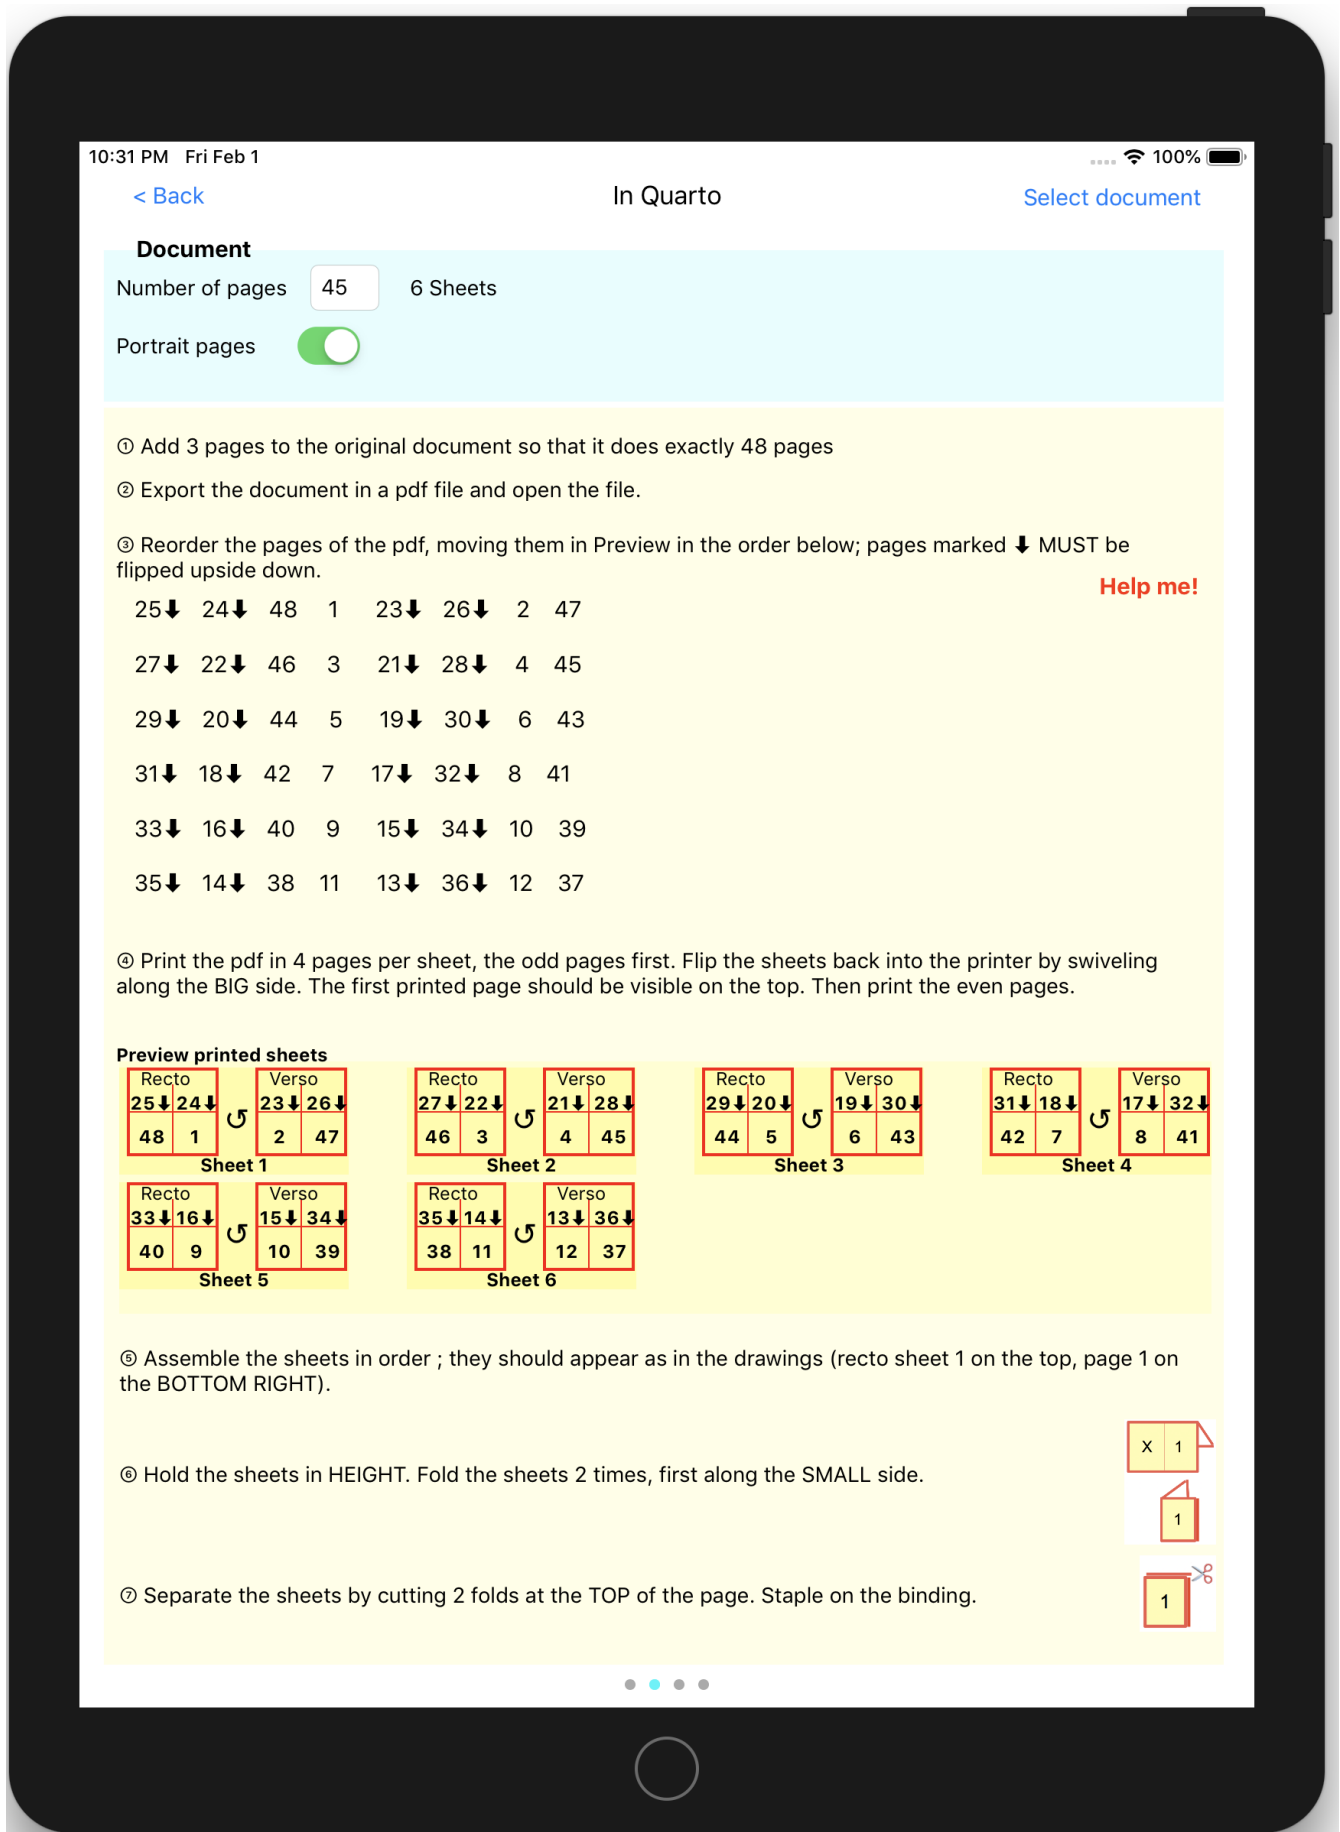 10:31 PM Fri Feb 1 100%
< Back In Quarto Select document
Document
Number of pages 45 6 Sheets
Portrait pages
① Add 3 pages to the original document so that it does exactly 48 pages
② Export the document in a pdf file and open the file.
③ Reorder the pages of the pdf, moving them in Preview in the order below; pages marked ⬇ MUST be
flipped upside down.
Help me!
25⬇ 24⬇ 48 1 23⬇ 26⬇ 2 47
27⬇ 22⬇ 46 3 21⬇ 28⬇ 4 45
29⬇ 20⬇ 44 5 19⬇ 30⬇ 6 43
31⬇ 18⬇ 42 7 17⬇ 32⬇ 8 41
33⬇ 16⬇ 40 9 15⬇ 34⬇ 10 39
35⬇ 14⬇ 38 11 13⬇ 36⬇ 12 37
④ Print the pdf in 4 pages per sheet, the odd pages first. Flip the sheets back into the printer by swiveling
along the BIG side. The first printed page should be visible on the top. Then print the even pages.
Preview printed sheets
Recto Verso Recto Verso Recto Verso Recto Verso
25⬇ 24⬇ 23⬇ 26⬇ 27⬇ 22⬇ 21⬇ 28⬇ 29⬇ 20⬇ 19⬇ 30⬇ 31⬇ 18⬇ 17⬇ 32⬇
48 1 ↺ 2 47 46 3 ↺ 4 45 44 5 ↺ 6 43 42 7 ↺ 8 41
Sheet 1 Sheet 2 Sheet 3 Sheet 4
Recto Verso Recto Verso
33⬇ 16⬇ 15⬇ 34⬇ 35⬇ 14⬇ 13⬇ 36⬇
40 9 ↺ 10 39 38 11 ↺ 12 37
Sheet 5 Sheet 6
⑤ Assemble the sheets in order ; they should appear as in the drawings (recto sheet 1 on the top, page 1 on
the BOTTOM RIGHT).
X 1
⑥ Hold the sheets in HEIGHT. Fold the sheets 2 times, first along the SMALL side.
1
⑦ Separate the sheets by cutting 2 folds at the TOP of the page. Staple on the binding.
1